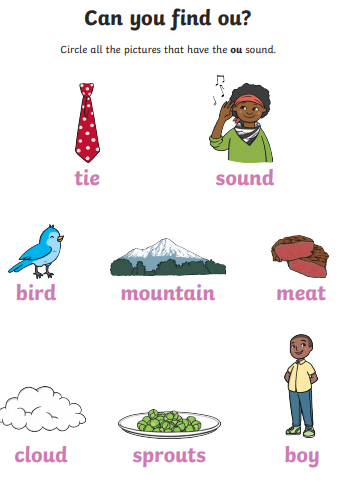 Can you find ou?
Circle all the pictures that have the ou sound.
tie sound
bird mountain meat
cloud sprouts boy